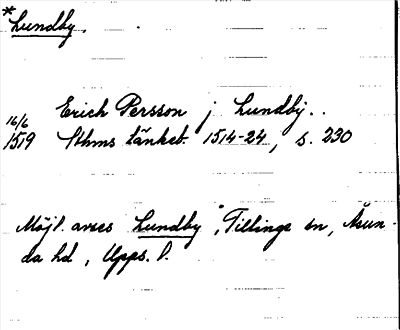 *Lundby.
Erich Persson j Lundby..
16/6
1519 Sthms tänkeb. 1514-24, s. 230
Möjl. avses Lundby, Tillinge sn, Åsun-
da hd, Upps. l.